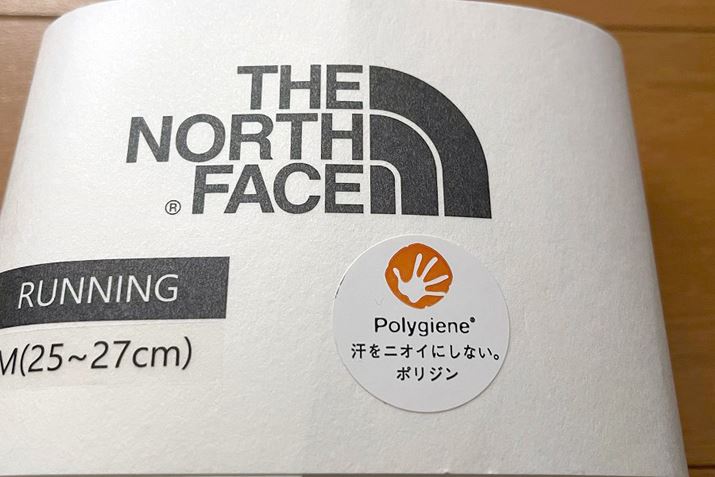 THE
NORTH
® FACE
RUNNING
M(25~27cm)
Polygiene®
汗をニオイにしない。
ポリジン